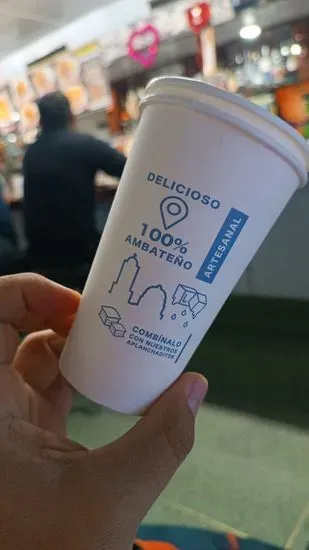 DELICIOSO
100%
AMBATEÑO
ARTESANAL
COMBÍNALO
CON NUESTROS
APLANCHADITOS